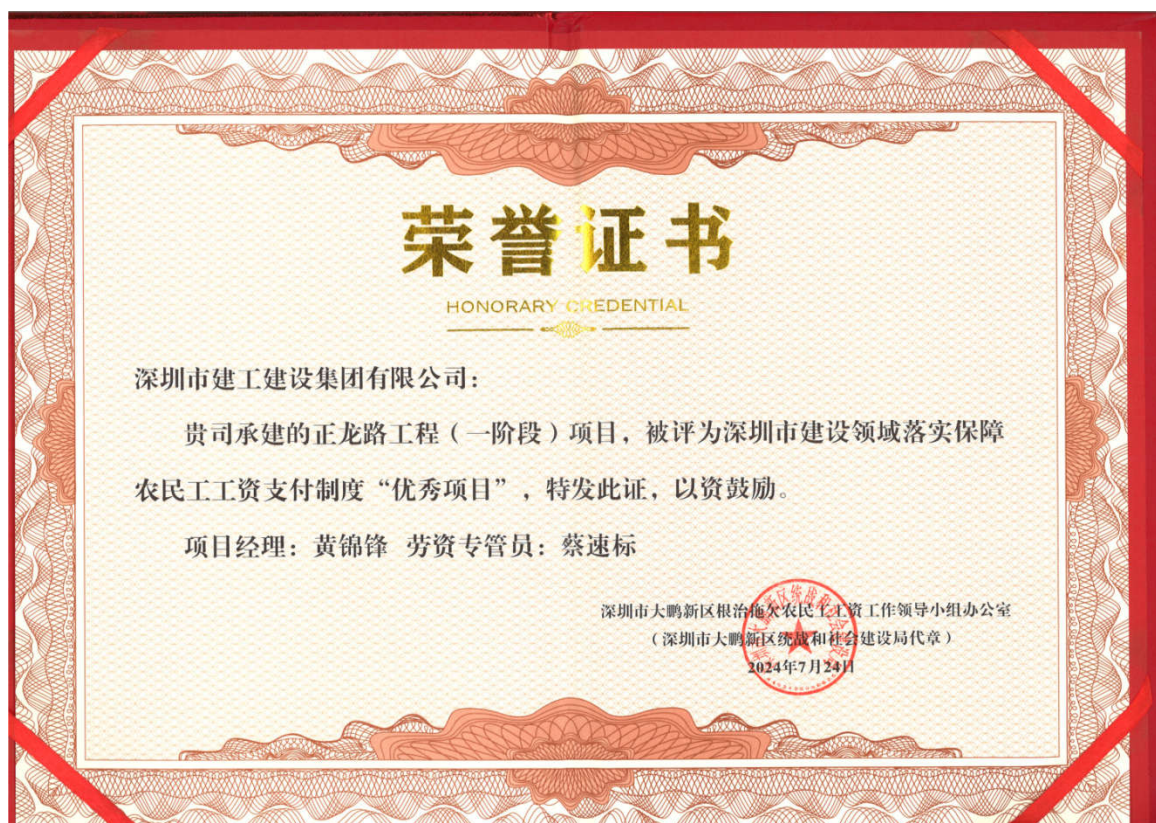 荣誉证书
HONORARY CREDENTIAL
深圳市建工建设集团有限公司：
贵司承建的正龙路工程（一阶段）项目，被评为深圳市建设领域落实保障
农民工工资支付制度“优秀项目”，特发此证，以资鼓励。
项目经理：黄锦锋 劳资专管员：蔡速标
深圳市大鹏新区根治拖欠农民工工资工作领导小组办公室
（深圳市大鹏新区统战和社会建设局代章）
2024年7月24日